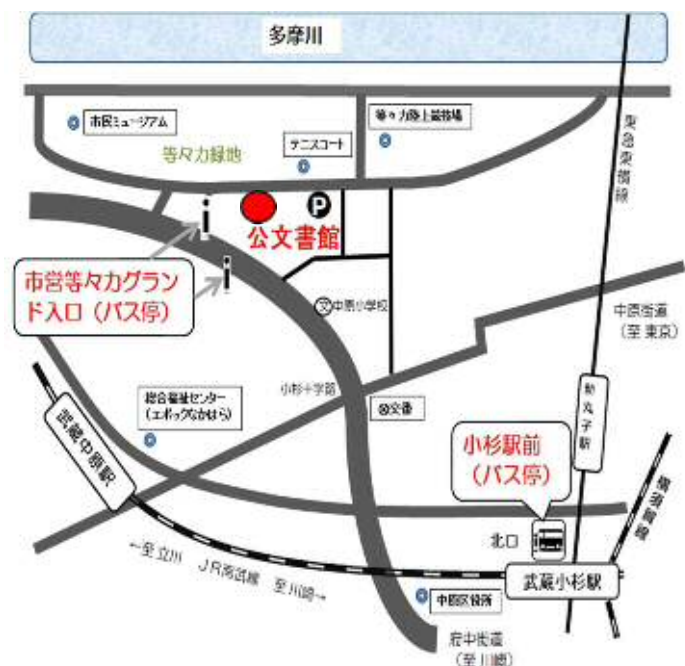 多摩川
市民ミュージアム
等々力陸上競技場
テニスコート
等々力緑地
東急東横線
P
公文書館
市営等々力グラン
ド入口（バス停）
文中原小学校
中原街道
（至東京）
小杉十字路
総合福祉センター
（エポックなかはら）
⊗交番
新丸子駅
武蔵中原駅
小杉駅前
（バス停）
横須賀線
北口
←至立川 JR南武線 至川崎→
武蔵小杉駅
中原区役所
府中街道
（至川崎）